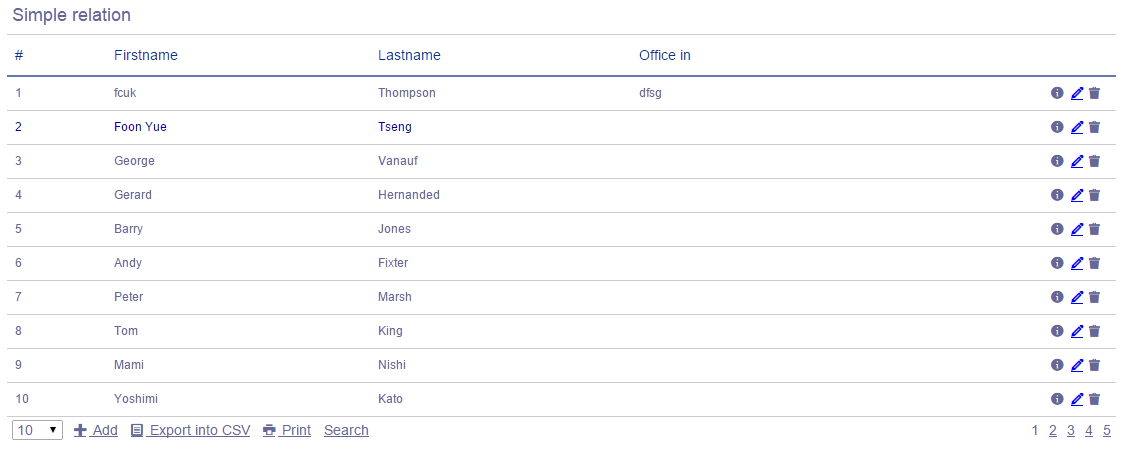 Simple relation
# Firstname Lastname Office in
1 fcuk Thompson dfsg
2 Foon Yue Tseng
3 George Vanauf
4 Gerard Hernanded
5 Barry Jones
6 Andy Fixter
7 Peter Marsh
8 Tom King
9 Mami Nishi
10 Yoshimi Kato
10 Add Export into CSV Print Search 1 2 3 4 5